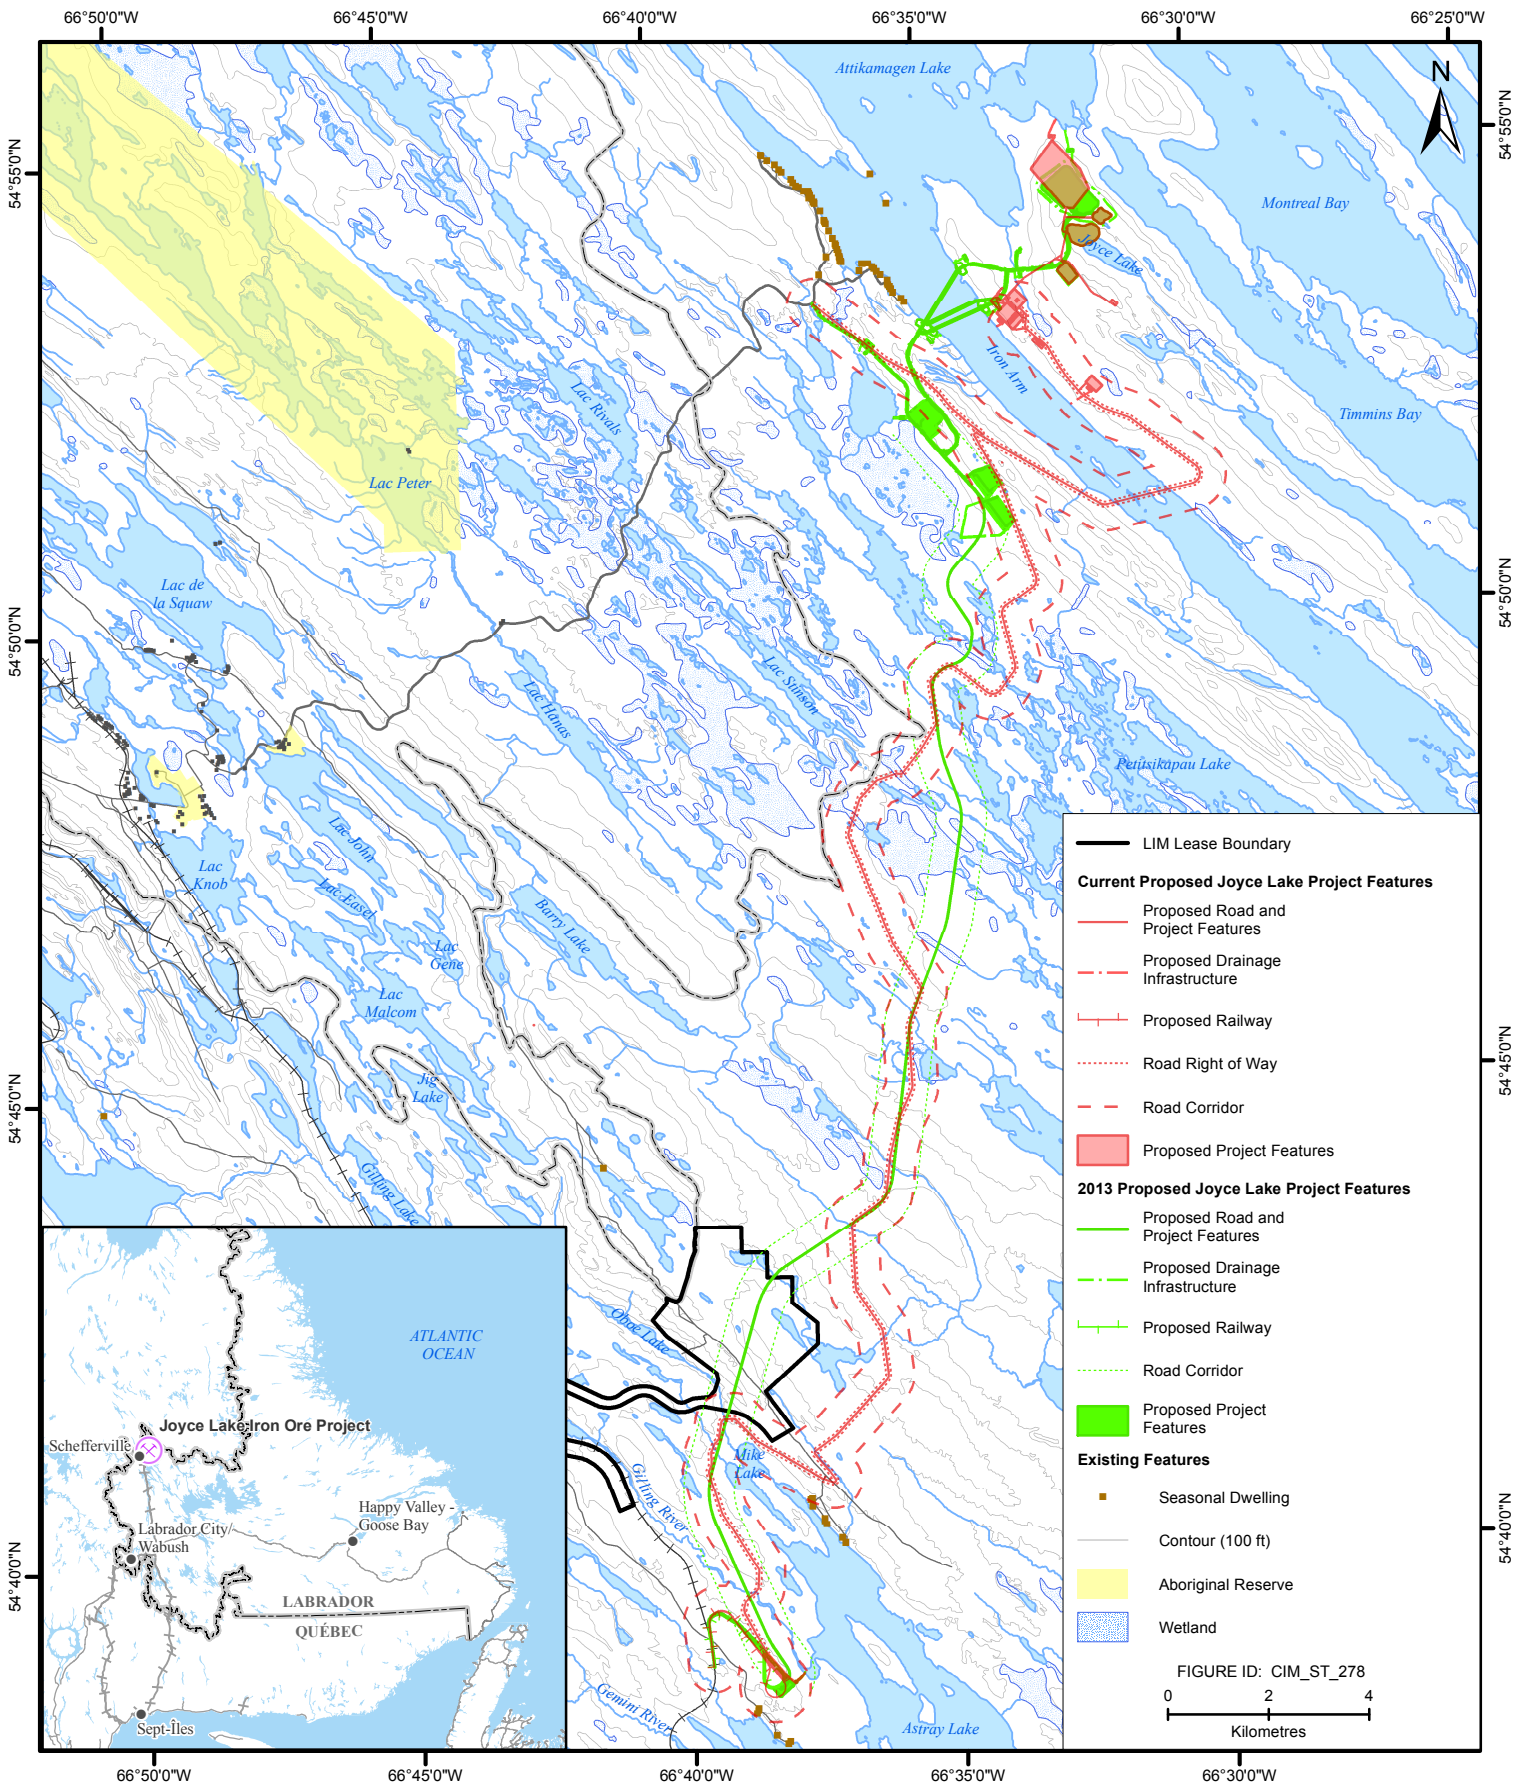 66°50'0"W
66°45'0"W
66°40'0"W
66°35'0"W
66°30'0"W
66°25'0"W
Attikamagen Lake
N
54°55'0"N
54°55'0"N
Montreal Bay
Joyce Lake
Iron Arm
Timmins Bay
Lac Rivals
Lac Peter
Lac de
la Squaw
54°50'0"N
54°50'0"N
Lac Hanas
Lac Stinson
Petitsikapau Lake
Lac John
Lac
Knob
Lac Easel
Barry Lake
Lac
Gene
Lac
Malcom
Jig
Lake
54°45'0"N
54°45'0"N
Gilling Lake
Oboe Lake
Mike
Lake
Gilling River
54°40'0"N
54°40'0"N
Gemini River
Astray Lake
ATLANTIC
OCEAN
Joyce Lake Iron Ore Project
Schefferville
Happy Valley -
Goose Bay
Labrador City/
Wabush
LABRADOR
QUÉBEC
Sept-Îles
LIM Lease Boundary
Current Proposed Joyce Lake Project Features
Proposed Road and
Project Features
Proposed Drainage
Infrastructure
Proposed Railway
Road Right of Way
Road Corridor
Proposed Project Features
2013 Proposed Joyce Lake Project Features
Proposed Road and
Project Features
Proposed Drainage
Infrastructure
Proposed Railway
Road Corridor
Proposed Project
Features
Existing Features
Seasonal Dwelling
Contour (100 ft)
Aboriginal Reserve
Wetland
FIGURE ID: CIM_ST_278
0 2 4
Kilometres
66°50'0"W
66°45'0"W
66°40'0"W
66°35'0"W
66°30'0"W